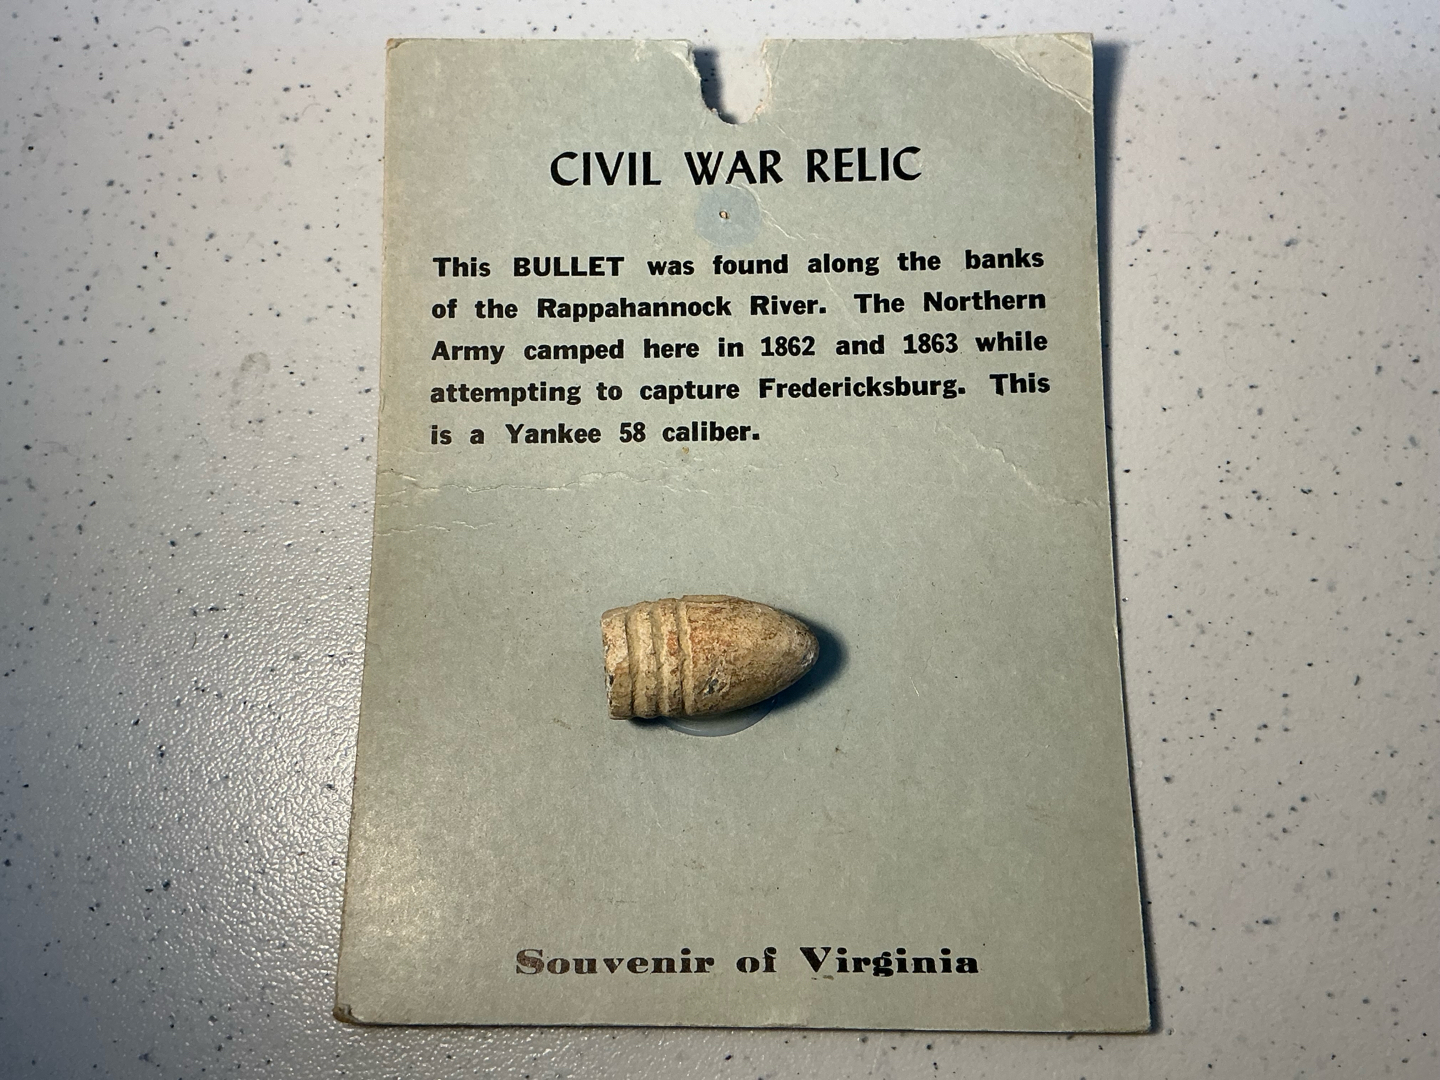 CIVIL WAR RELIC
This BULLET was found along the banks
of the Rappahannock River. The Northern
Army camped here in 1862 and 1863 while
attempting to capture Fredericksburg. This
is a Yankee 58 caliber.
Souvenir of Virginia